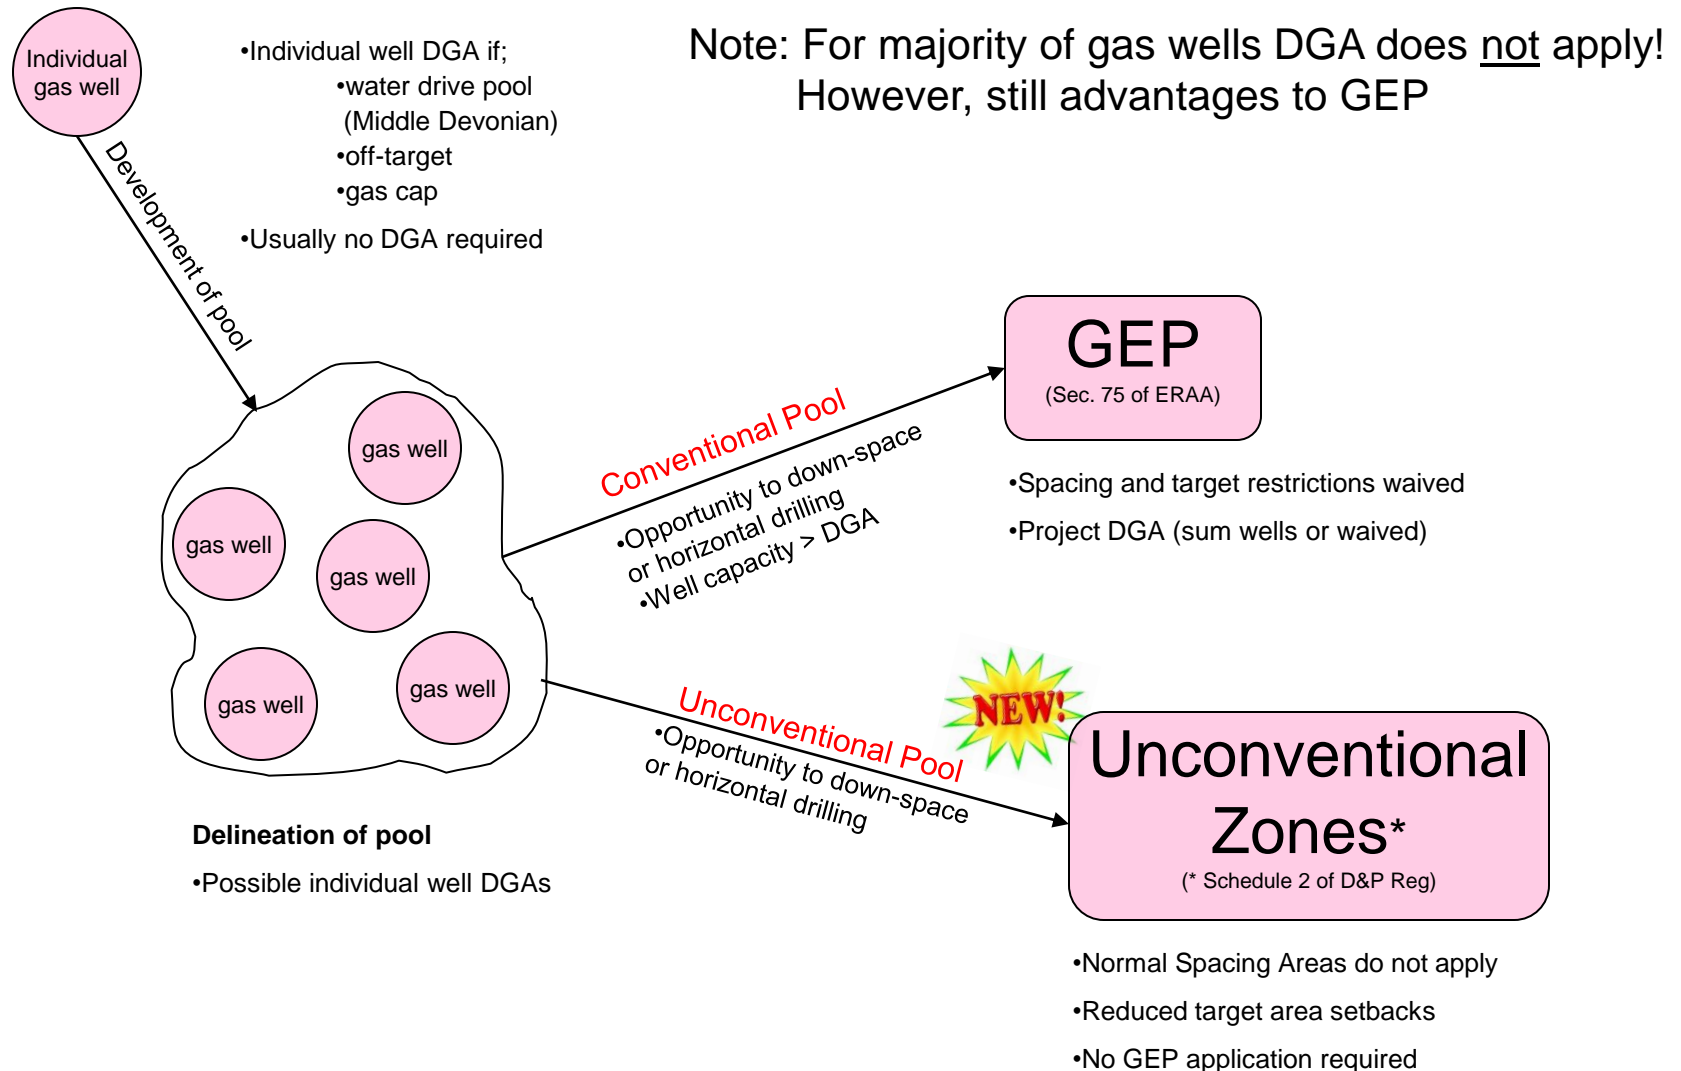 Individual
gas well
•Individual well DGA if;
•water drive pool
(Middle Devonian)
•off-target
•gas cap
•Usually no DGA required
Note: For majority of gas wells DGA does not apply!
However, still advantages to GEP
Development of pool
gas well
gas well
gas well
gas well
gas well
Delineation of pool
•Possible individual well DGAs
Conventional Pool
•Opportunity to down-space
or horizontal drilling
•Well capacity > DGA
GEP
(Sec. 75 of ERAA)
•Spacing and target restrictions waived
•Project DGA (sum wells or waived)
Unconventional Pool
•Opportunity to down-space
or horizontal drilling
NEW!
Unconventional
Zones*
(* Schedule 2 of D&P Reg)
•Normal Spacing Areas do not apply
•Reduced target area setbacks
•No GEP application required